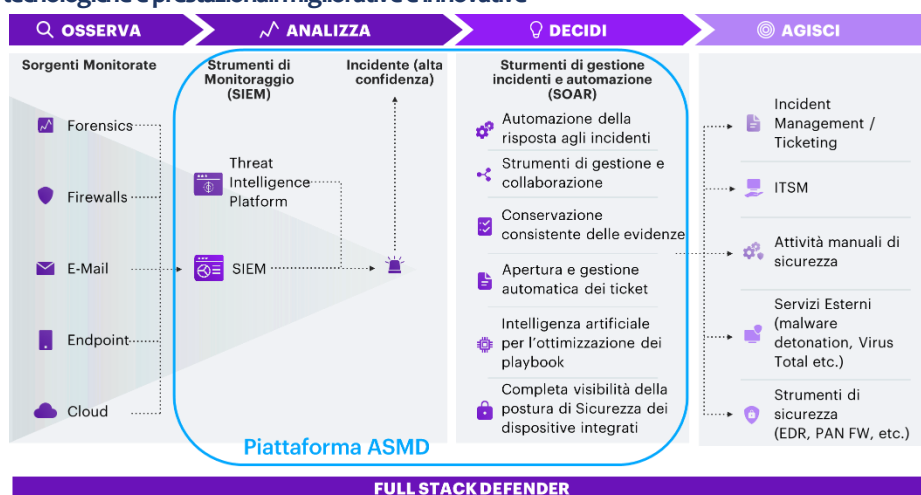 tecnologiche e prestazionali migliorative e innovative
OSSERVA
ANALIZZA
DECIDI
AGISCI
Sorgenti Monitorate
Forensics
Firewalls
E-Mail
Endpoint
Cloud
Strumenti di
Monitoraggio
(SIEM)
Threat
Intelligence
Platform
SIEM
Incidente (alta
confidenza)
Sturmenti di gestione
incidenti e automazione
(SOAR)
Automazione della
risposta agli incidenti
Strumenti di gestione e
collaborazione
Conservazione
consistente delle evidenze
Apertura e gestione
automatica dei ticket
Intelligenza artificiale
per l'ottimizzazione dei
playbook
Completa visibilità della
postura di Sicurezza dei
dispositive integrati
Incident
Management /
Ticketing
ITSM
Attività manuali di
sicurezza
Servizi Esterni
(malware
detonation, Virus
Total etc.)
Strumenti di
sicurezza
(EDR, PAN FW, etc.)
Piattaforma ASMD
FULL STACK DEFENDER